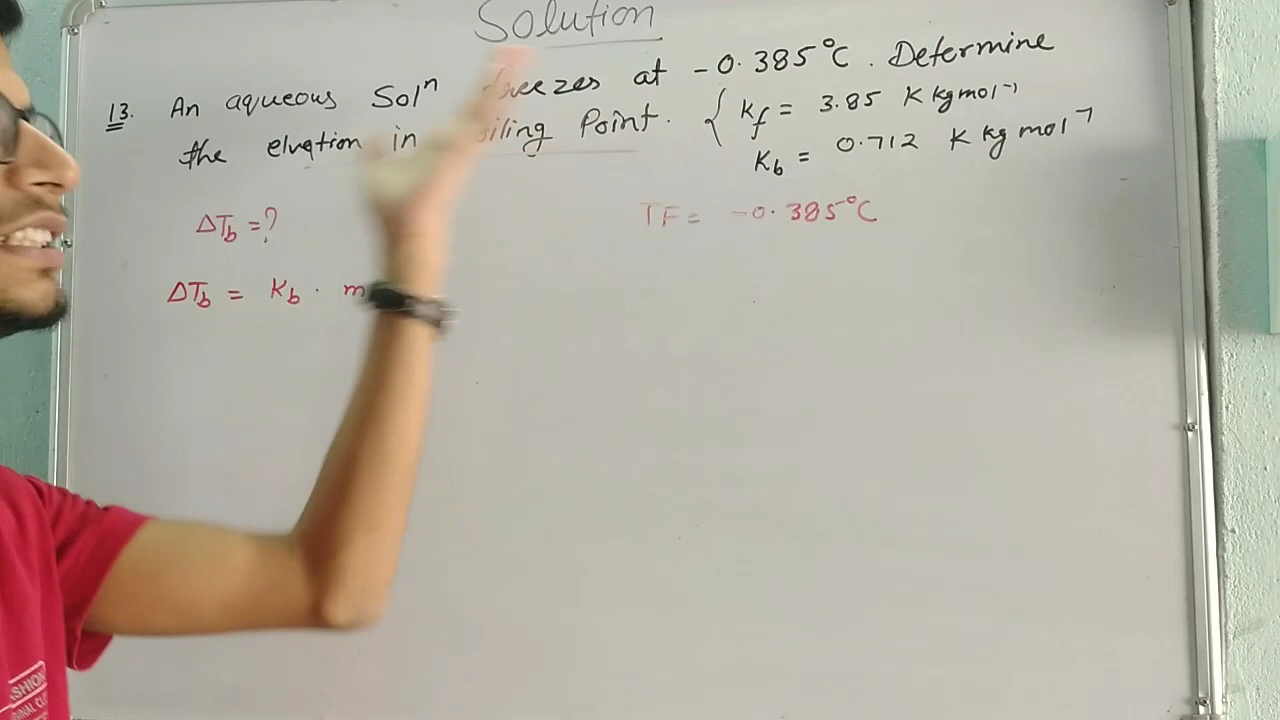 Solution
13. An aqueous Solⁿ freezes at -0.385°C. Determine
the elvation in Boiling Point. { Kf = 3.85 K kg mol⁻¹
Kb = 0.712 K kg mol⁻¹
ΔTb = ?
TF = -0.385°C
ΔTb = Kb · m